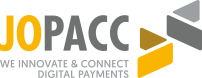 JOPACC
WE INNOVATE & CONNECT
DIGITAL PAYMENTS